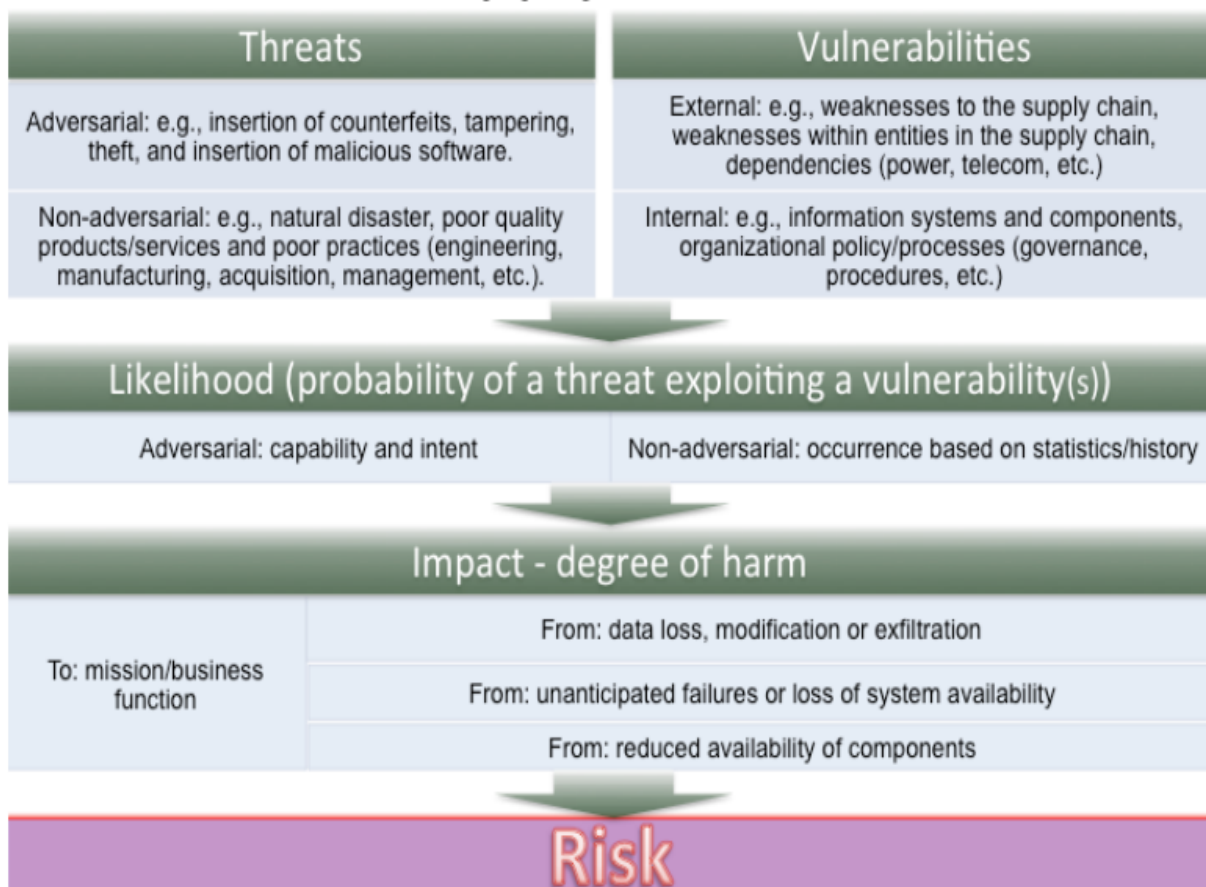 Threats
Vulnerabilities
Adversarial: e.g., insertion of counterfeits, tampering,
theft, and insertion of malicious software.
External: e.g., weaknesses to the supply chain,
weaknesses within entities in the supply chain,
dependencies (power, telecom, etc.)
Non-adversarial: e.g., natural disaster, poor quality
products/services and poor practices (engineering,
manufacturing, acquisition, management, etc.).
Internal: e.g., information systems and components,
organizational policy/processes (governance,
procedures, etc.)
Likelihood (probability of a threat exploiting a vulnerability(s))
Adversarial: capability and intent
Non-adversarial: occurrence based on statistics/history
Impact - degree of harm
To: mission/business
function
From: data loss, modification or exfiltration
From: unanticipated failures or loss of system availability
From: reduced availability of components
Risk